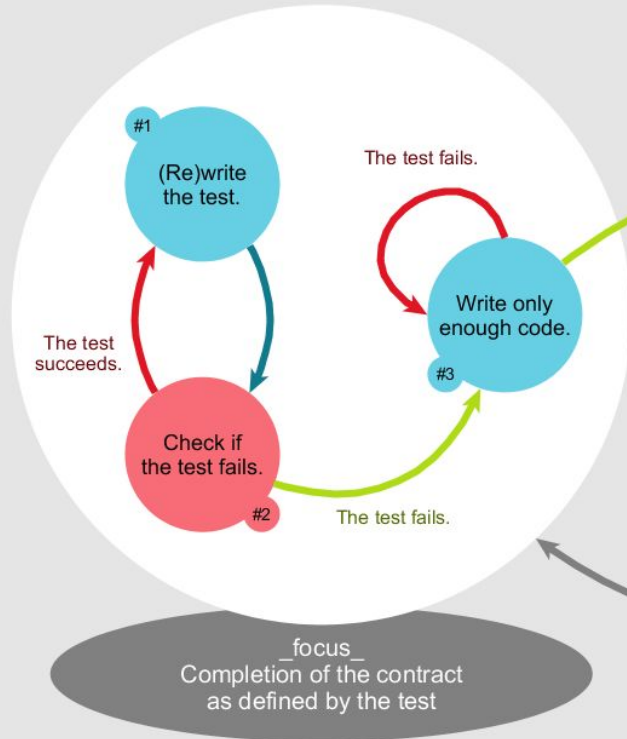 #1
(Re)write
the test.
The test fails.
Write only
enough code.
#3
The test
succeeds.
Check if
the test fails.
#2
The test fails.
_focus_
Completion of the contract
as defined by the test